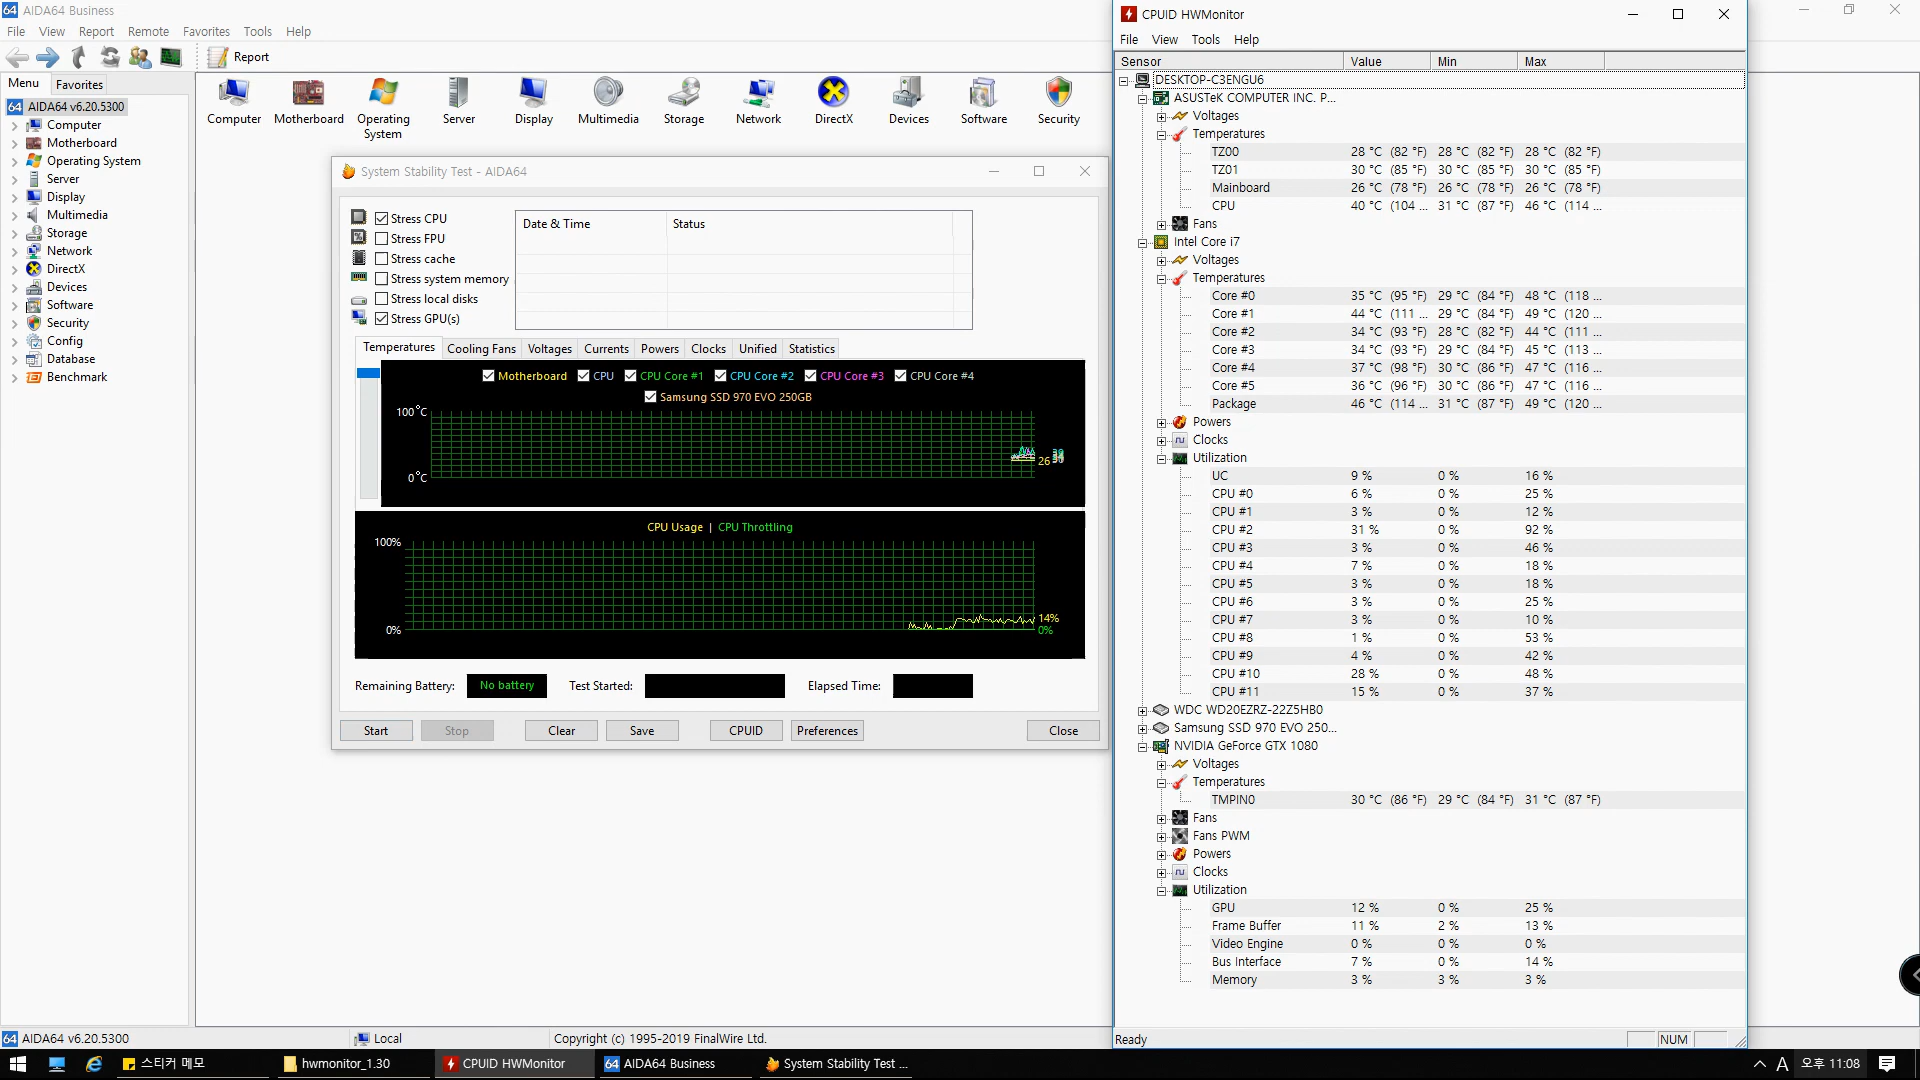 AIDA64 Business
File View Report Remote Favorites Tools Help
Report
Menu Favorites
AIDA64 v6.20.5300
Computer
Motherboard
Operating System
Server
Display
Multimedia
Storage
Network
DirectX
Devices
Software
Security
Config
Database
Benchmark
Computer Motherboard Operating System Server Display Multimedia Storage Network DirectX Devices Software Security
System Stability Test - AIDA64
Stress CPU
Stress FPU
Stress cache
Stress system memory
Stress local disks
Stress GPU(s)
Date & Time Status
Temperatures Cooling Fans Voltages Currents Powers Clocks Unified Statistics
Motherboard CPU CPU Core #1 CPU Core #2 CPU Core #3 CPU Core #4
Samsung SSD 970 EVO 250GB
100°C
26
0°C
CPU Usage | CPU Throttling
100%
14%
0% 0%
Remaining Battery: No battery Test Started: Elapsed Time:
Start Stop Clear Save CPUID Preferences Close
CPUID HWMonitor
File View Tools Help
Sensor Value Min Max
DESKTOP-C3ENGU6
ASUSTeK COMPUTER INC. P...
Voltages
Temperatures
TZ00 28 °C (82 °F) 28 °C (82 °F) 28 °C (82 °F)
TZ01 30 °C (85 °F) 30 °C (85 °F) 30 °C (85 °F)
Mainboard 26 °C (78 °F) 26 °C (78 °F) 26 °C (78 °F)
CPU 40 °C (104 ... 31 °C (87 °F) 46 °C (114 ...
Fans
Intel Core i7
Voltages
Temperatures
Core #0 35 °C (95 °F) 29 °C (84 °F) 48 °C (118 ...
Core #1 44 °C (111 ... 29 °C (84 °F) 49 °C (120 ...
Core #2 34 °C (93 °F) 28 °C (82 °F) 44 °C (111 ...
Core #3 34 °C (93 °F) 29 °C (84 °F) 45 °C (113 ...
Core #4 37 °C (98 °F) 30 °C (86 °F) 47 °C (116 ...
Core #5 36 °C (96 °F) 30 °C (86 °F) 47 °C (116 ...
Package 46 °C (114 ... 31 °C (87 °F) 49 °C (120 ...
Powers
Clocks
Utilization
UC 9 % 0 % 16 %
CPU #0 6 % 0 % 25 %
CPU #1 3 % 0 % 12 %
CPU #2 31 % 0 % 92 %
CPU #3 3 % 0 % 46 %
CPU #4 7 % 0 % 18 %
CPU #5 3 % 0 % 18 %
CPU #6 3 % 0 % 25 %
CPU #7 3 % 0 % 10 %
CPU #8 1 % 0 % 53 %
CPU #9 4 % 0 % 42 %
CPU #10 28 % 0 % 48 %
CPU #11 15 % 0 % 37 %
WDC WD20EZRZ-22Z5HB0
Samsung SSD 970 EVO 250...
NVIDIA GeForce GTX 1080
Voltages
Temperatures
TMPIN0 30 °C (86 °F) 29 °C (84 °F) 31 °C (87 °F)
Fans
Fans PWM
Powers
Clocks
Utilization
GPU 12 % 0 % 25 %
Frame Buffer 11 % 2 % 13 %
Video Engine 0 % 0 % 0 %
Bus Interface 7 % 0 % 14 %
Memory 3 % 3 % 3 %
Ready NUM
AIDA64 v6.20.5300 Local Copyright (c) 1995-2019 FinalWire Ltd.
스티커 메모 hwmonitor_1.30 CPUID HWMonitor AIDA64 Business System Stability Test ... A 오후 11:08